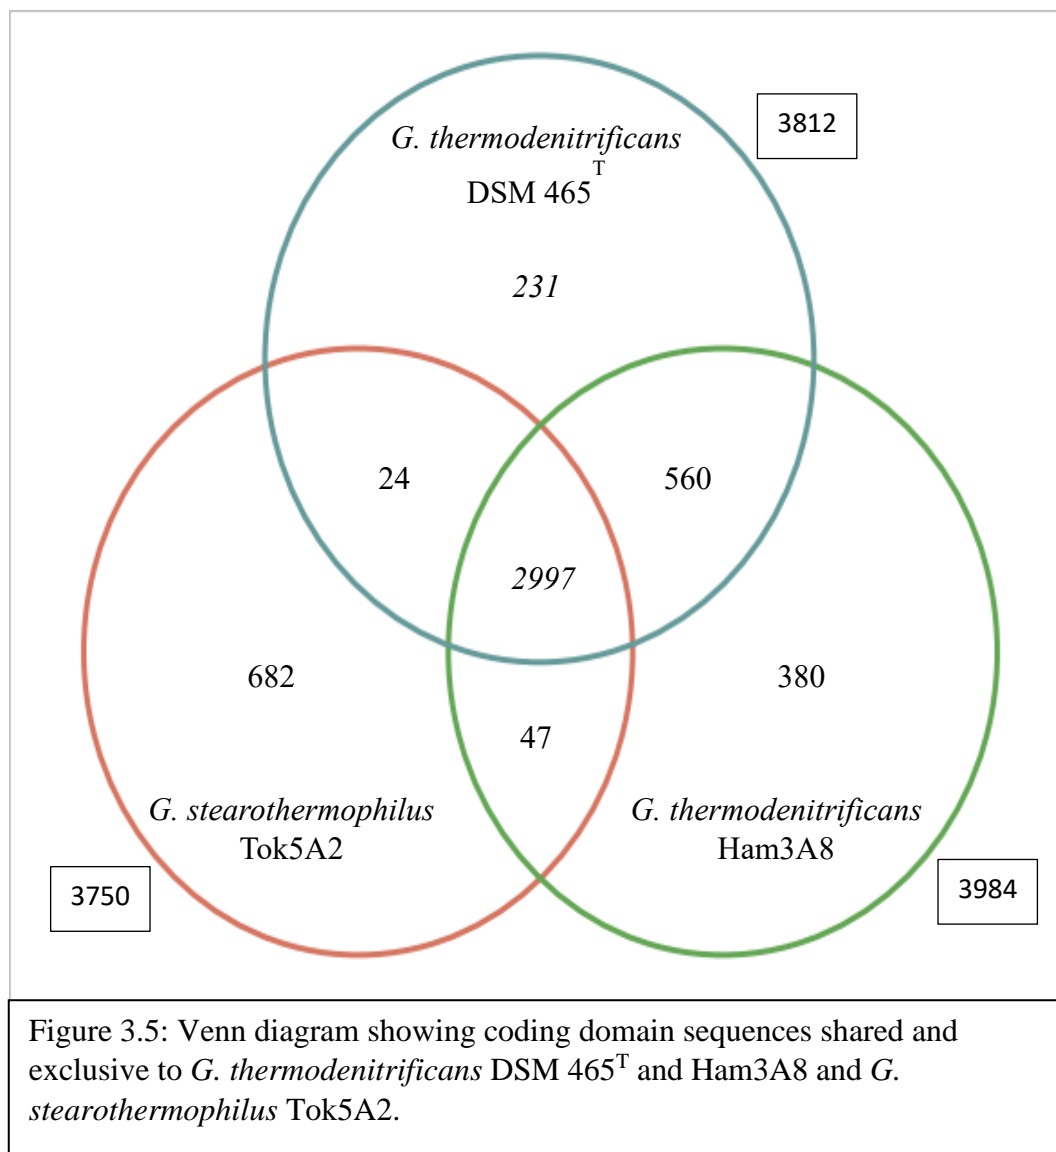 3812
G. thermodenitrificans
DSM 465T
231
24
560
2997
682
380
47
G. stearothermophilus
Tok5A2
G. thermodenitrificans
Ham3A8
3750
3984
Figure 3.5: Venn diagram showing coding domain sequences shared and
exclusive to G. thermodenitrificans DSM 465T and Ham3A8 and G.
stearothermophilus Tok5A2.